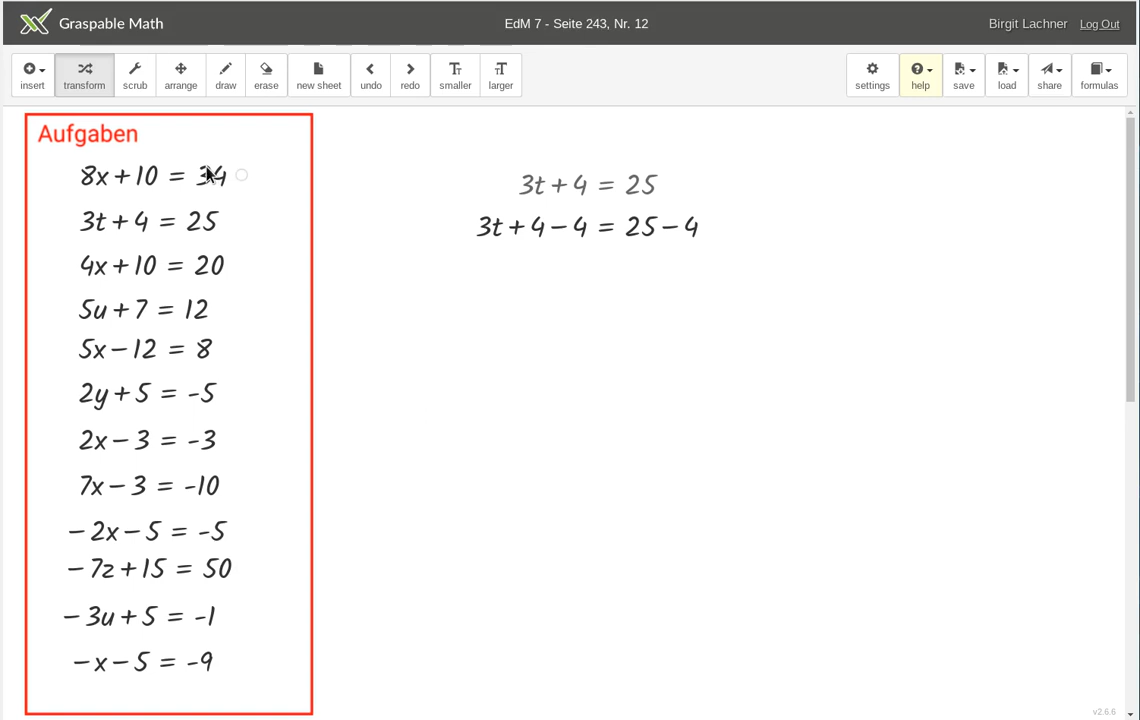 Graspable Math
EdM 7 - Seite 243, Nr. 12
Birgit Lachner Log Out
insert transform scrub arrange draw erase new sheet undo redo smaller larger settings help save load share formulas
Aufgaben
8x + 10 =
3t + 4 = 25
4x + 10 = 20
5u + 7 = 12
5x − 12 = 8
2y + 5 = -5
2x − 3 = -3
7x − 3 = -10
− 2x − 5 = -5
− 7z + 15 = 50
− 3u + 5 = -1
− x − 5 = -9
3t + 4 = 25
3t + 4 − 4 = 25 − 4
v2.6.6